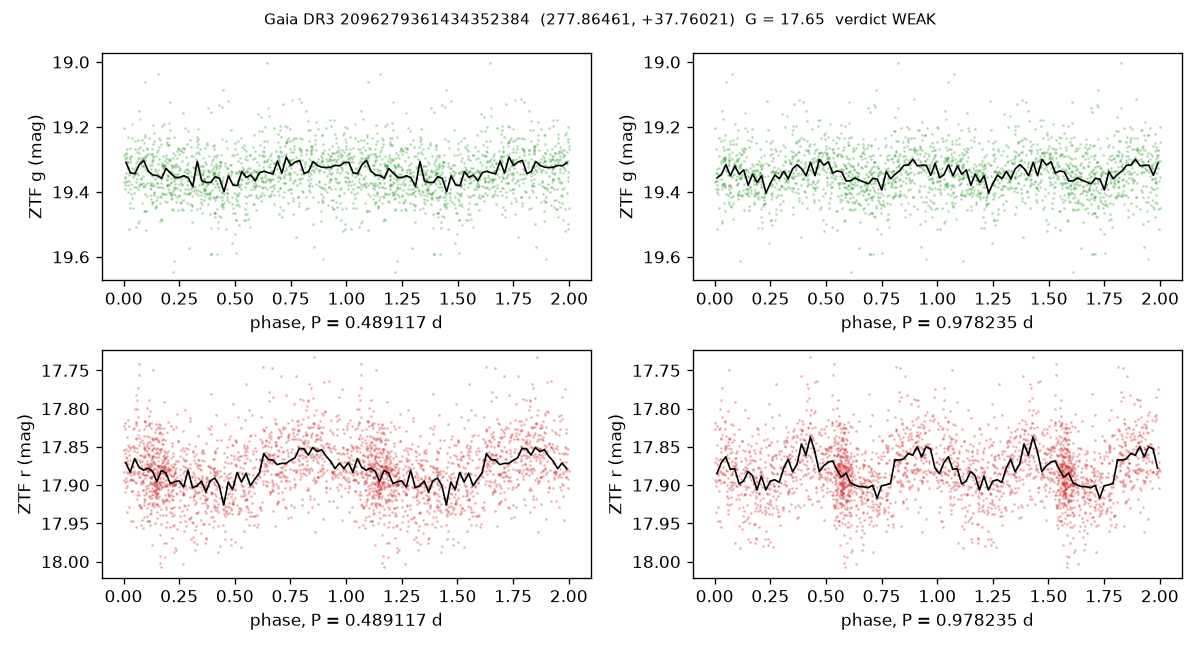 Gaia DR3 2096279361434352384  (277.86461, +37.76021)  G = 17.65  verdict WEAK
ZTF g (mag)
19.0
19.2
19.4
19.6
0.00 0.25 0.50 0.75 1.00 1.25 1.50 1.75 2.00
phase, P = 0.489117 d
ZTF g (mag)
19.0
19.2
19.4
19.6
0.00 0.25 0.50 0.75 1.00 1.25 1.50 1.75 2.00
phase, P = 0.978235 d
ZTF r (mag)
17.75
17.80
17.85
17.90
17.95
18.00
0.00 0.25 0.50 0.75 1.00 1.25 1.50 1.75 2.00
phase, P = 0.489117 d
ZTF r (mag)
17.75
17.80
17.85
17.90
17.95
18.00
0.00 0.25 0.50 0.75 1.00 1.25 1.50 1.75 2.00
phase, P = 0.978235 d